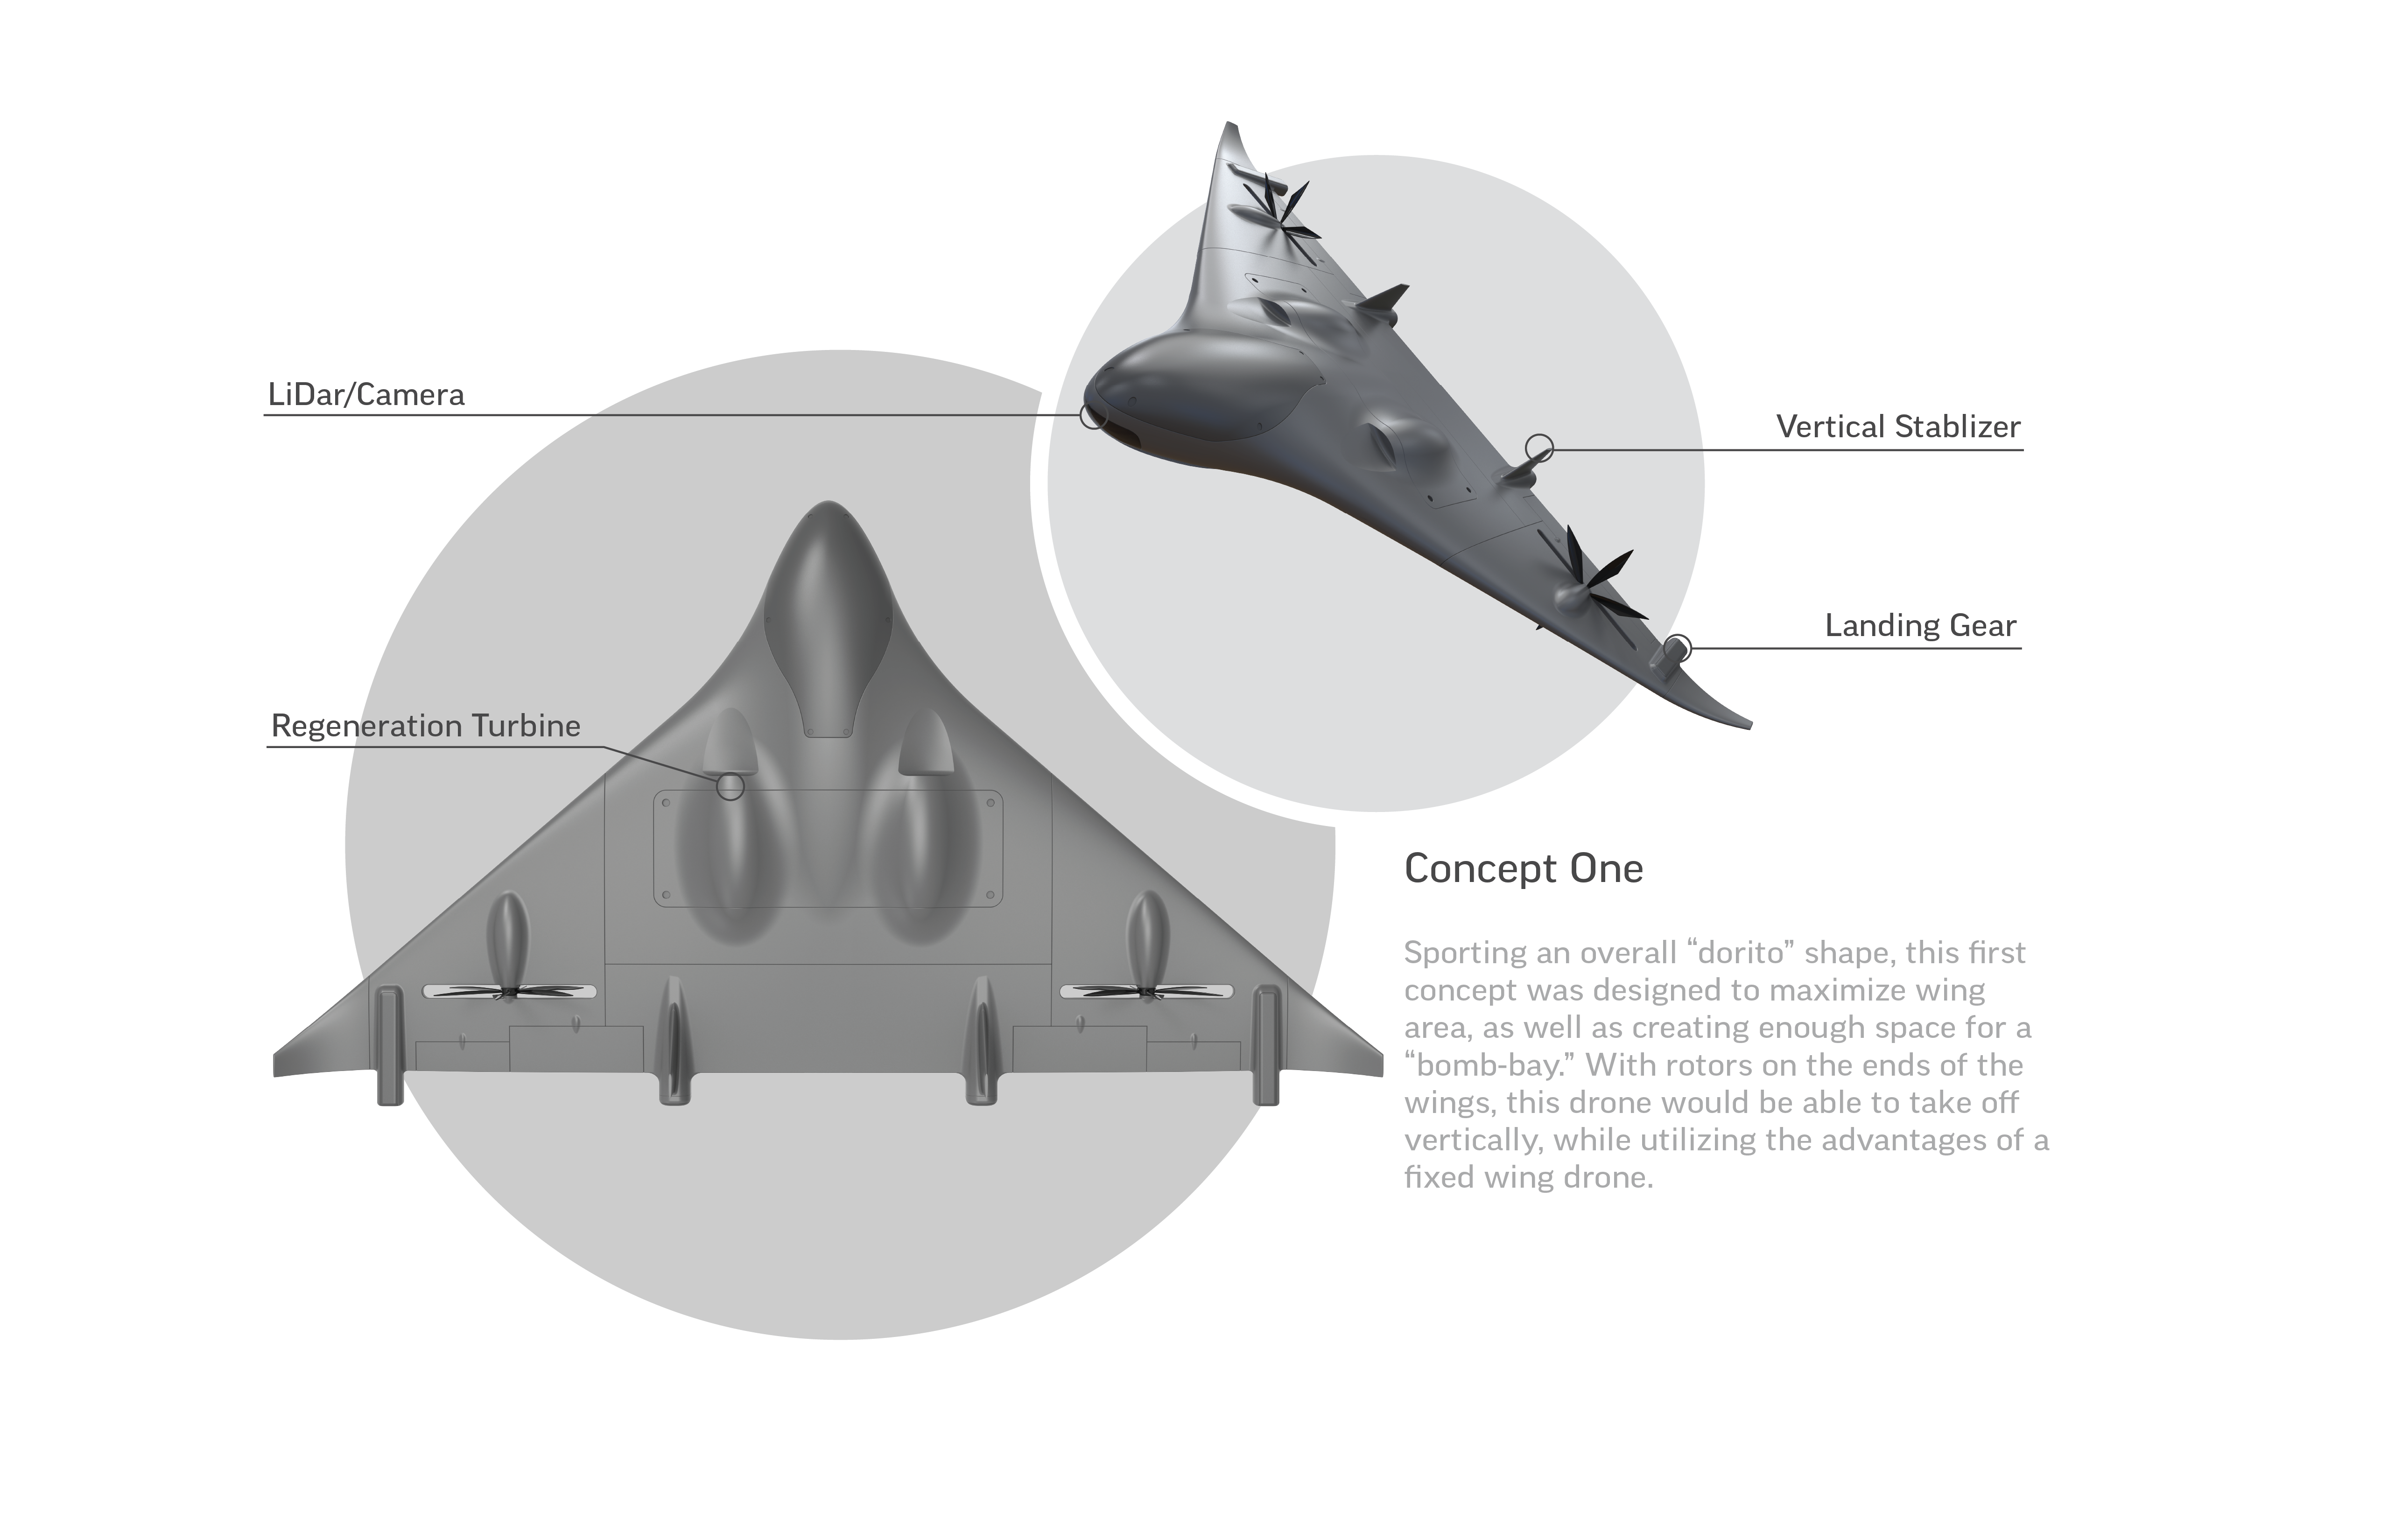 LiDar/Camera
Vertical Stablizer
Landing Gear
Regeneration Turbine
Concept One
Sporting an overall “dorito” shape, this first
concept was designed to maximize wing
area, as well as creating enough space for a
“bomb-bay.” With rotors on the ends of the
wings, this drone would be able to take off
vertically, while utilizing the advantages of a
fixed wing drone.